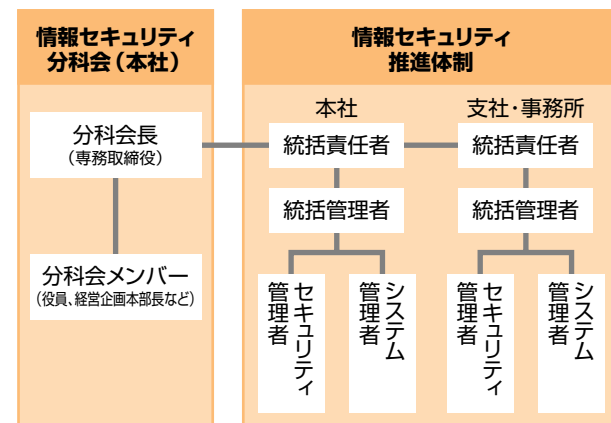 情報セキュリティ
分科会（本社）
分科会長
（専務取締役）
分科会メンバー
（役員、経営企画本部長など）
情報セキュリティ
推進体制
本社
統括責任者
統括管理者
セキュリティ
管理者
システム
管理者
支社・事務所
統括責任者
統括管理者
セキュリティ
管理者
システム
管理者